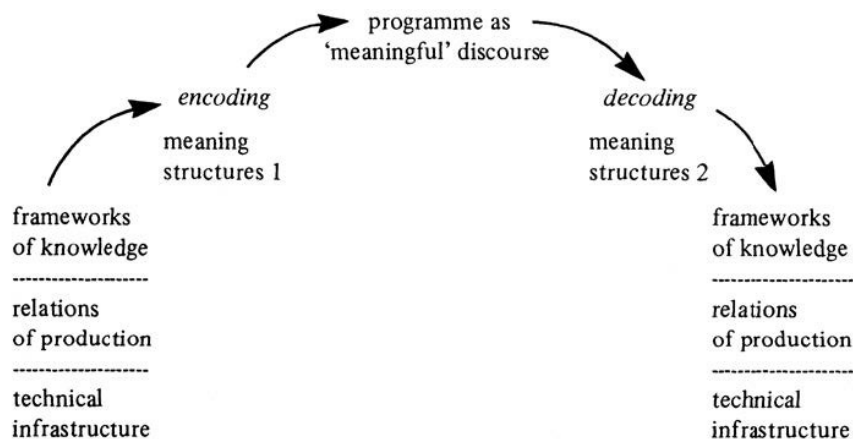 programme as
‘meaningful’ discourse
encoding
meaning
structures 1
decoding
meaning
structures 2
frameworks
of knowledge
relations
of production
technical
infrastructure
frameworks
of knowledge
relations
of production
technical
infrastructure